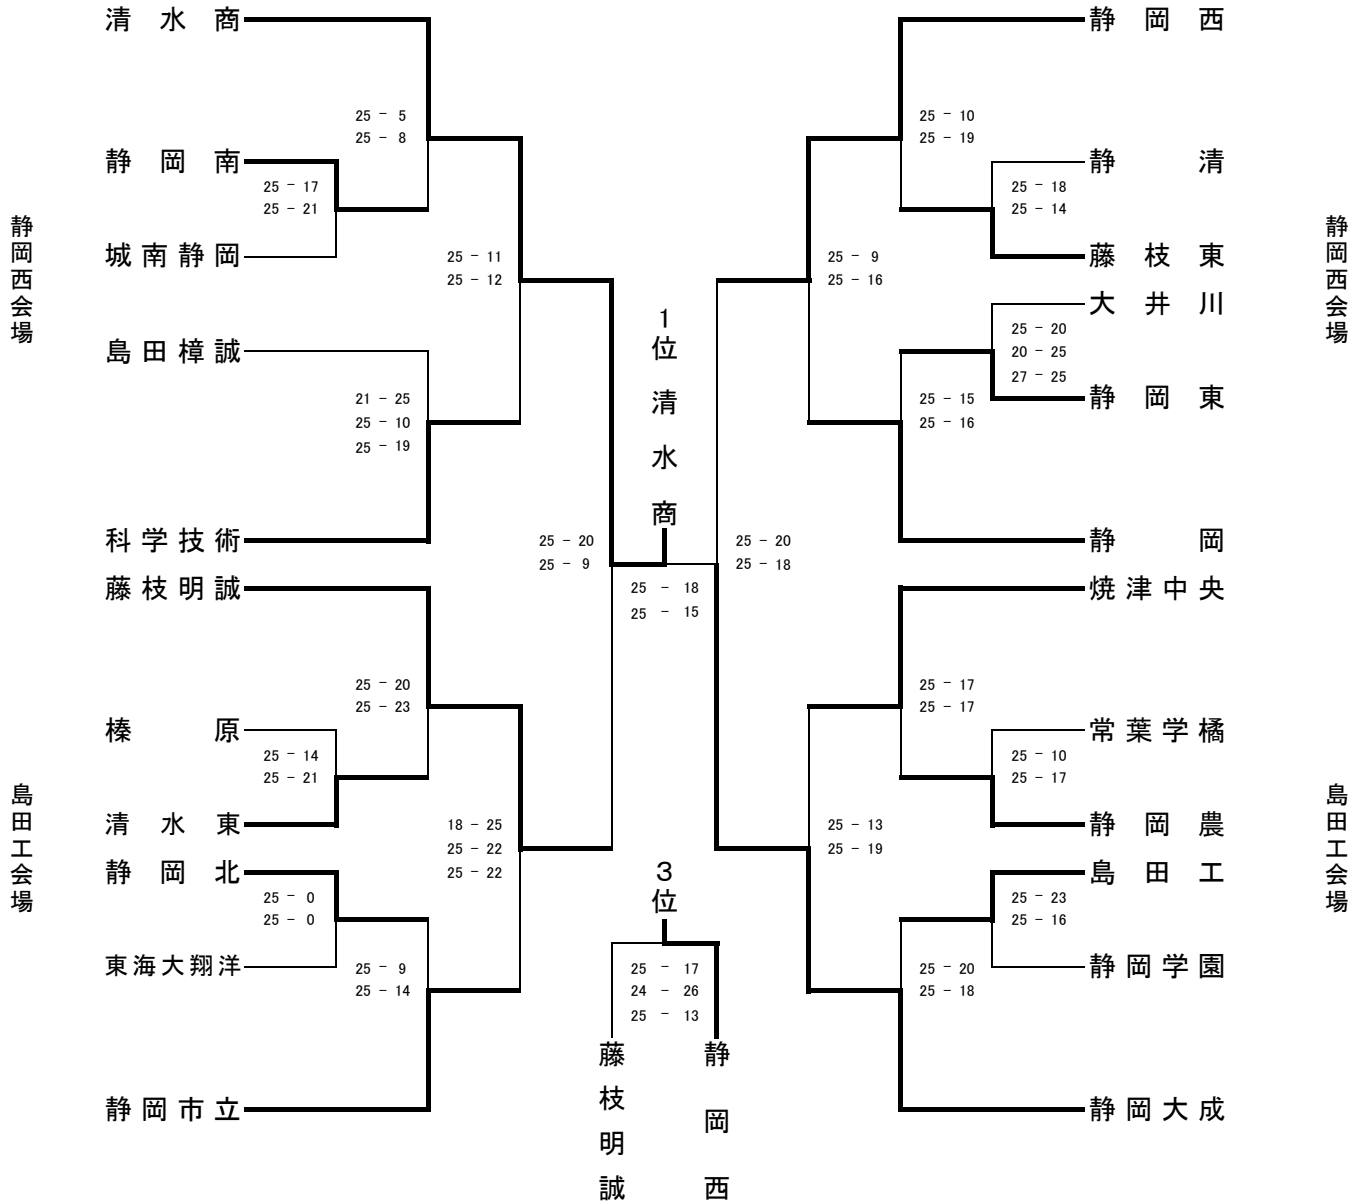 清水商
静岡西
25 - 5
25 - 8
25 - 10
25 - 19
静岡南
静清
25 - 17
25 - 21
25 - 18
25 - 14
静岡西会場
静岡西会場
城南静岡
藤枝東
25 - 11
25 - 12
25 - 9
25 - 16
大井川
島田樟誠
25 - 20
20 - 25
27 - 25
21 - 25
25 - 10
25 - 19
25 - 15
25 - 16
静岡東
1位 清水商
科学技術
静岡
25 - 20
25 - 9
25 - 20
25 - 18
25 - 18
25 - 15
藤枝明誠
焼津中央
25 - 20
25 - 23
25 - 17
25 - 17
榛原
常葉学橘
25 - 14
25 - 21
25 - 10
25 - 17
島田工会場
島田工会場
清水東
静岡農
18 - 25
25 - 22
25 - 22
25 - 13
25 - 19
静岡北
島田工
25 - 0
25 - 0
25 - 23
25 - 16
3位
東海大翔洋
静岡学園
25 - 9
25 - 14
25 - 17
24 - 26
25 - 13
25 - 20
25 - 18
藤枝明誠
静岡西
静岡市立
静岡大成